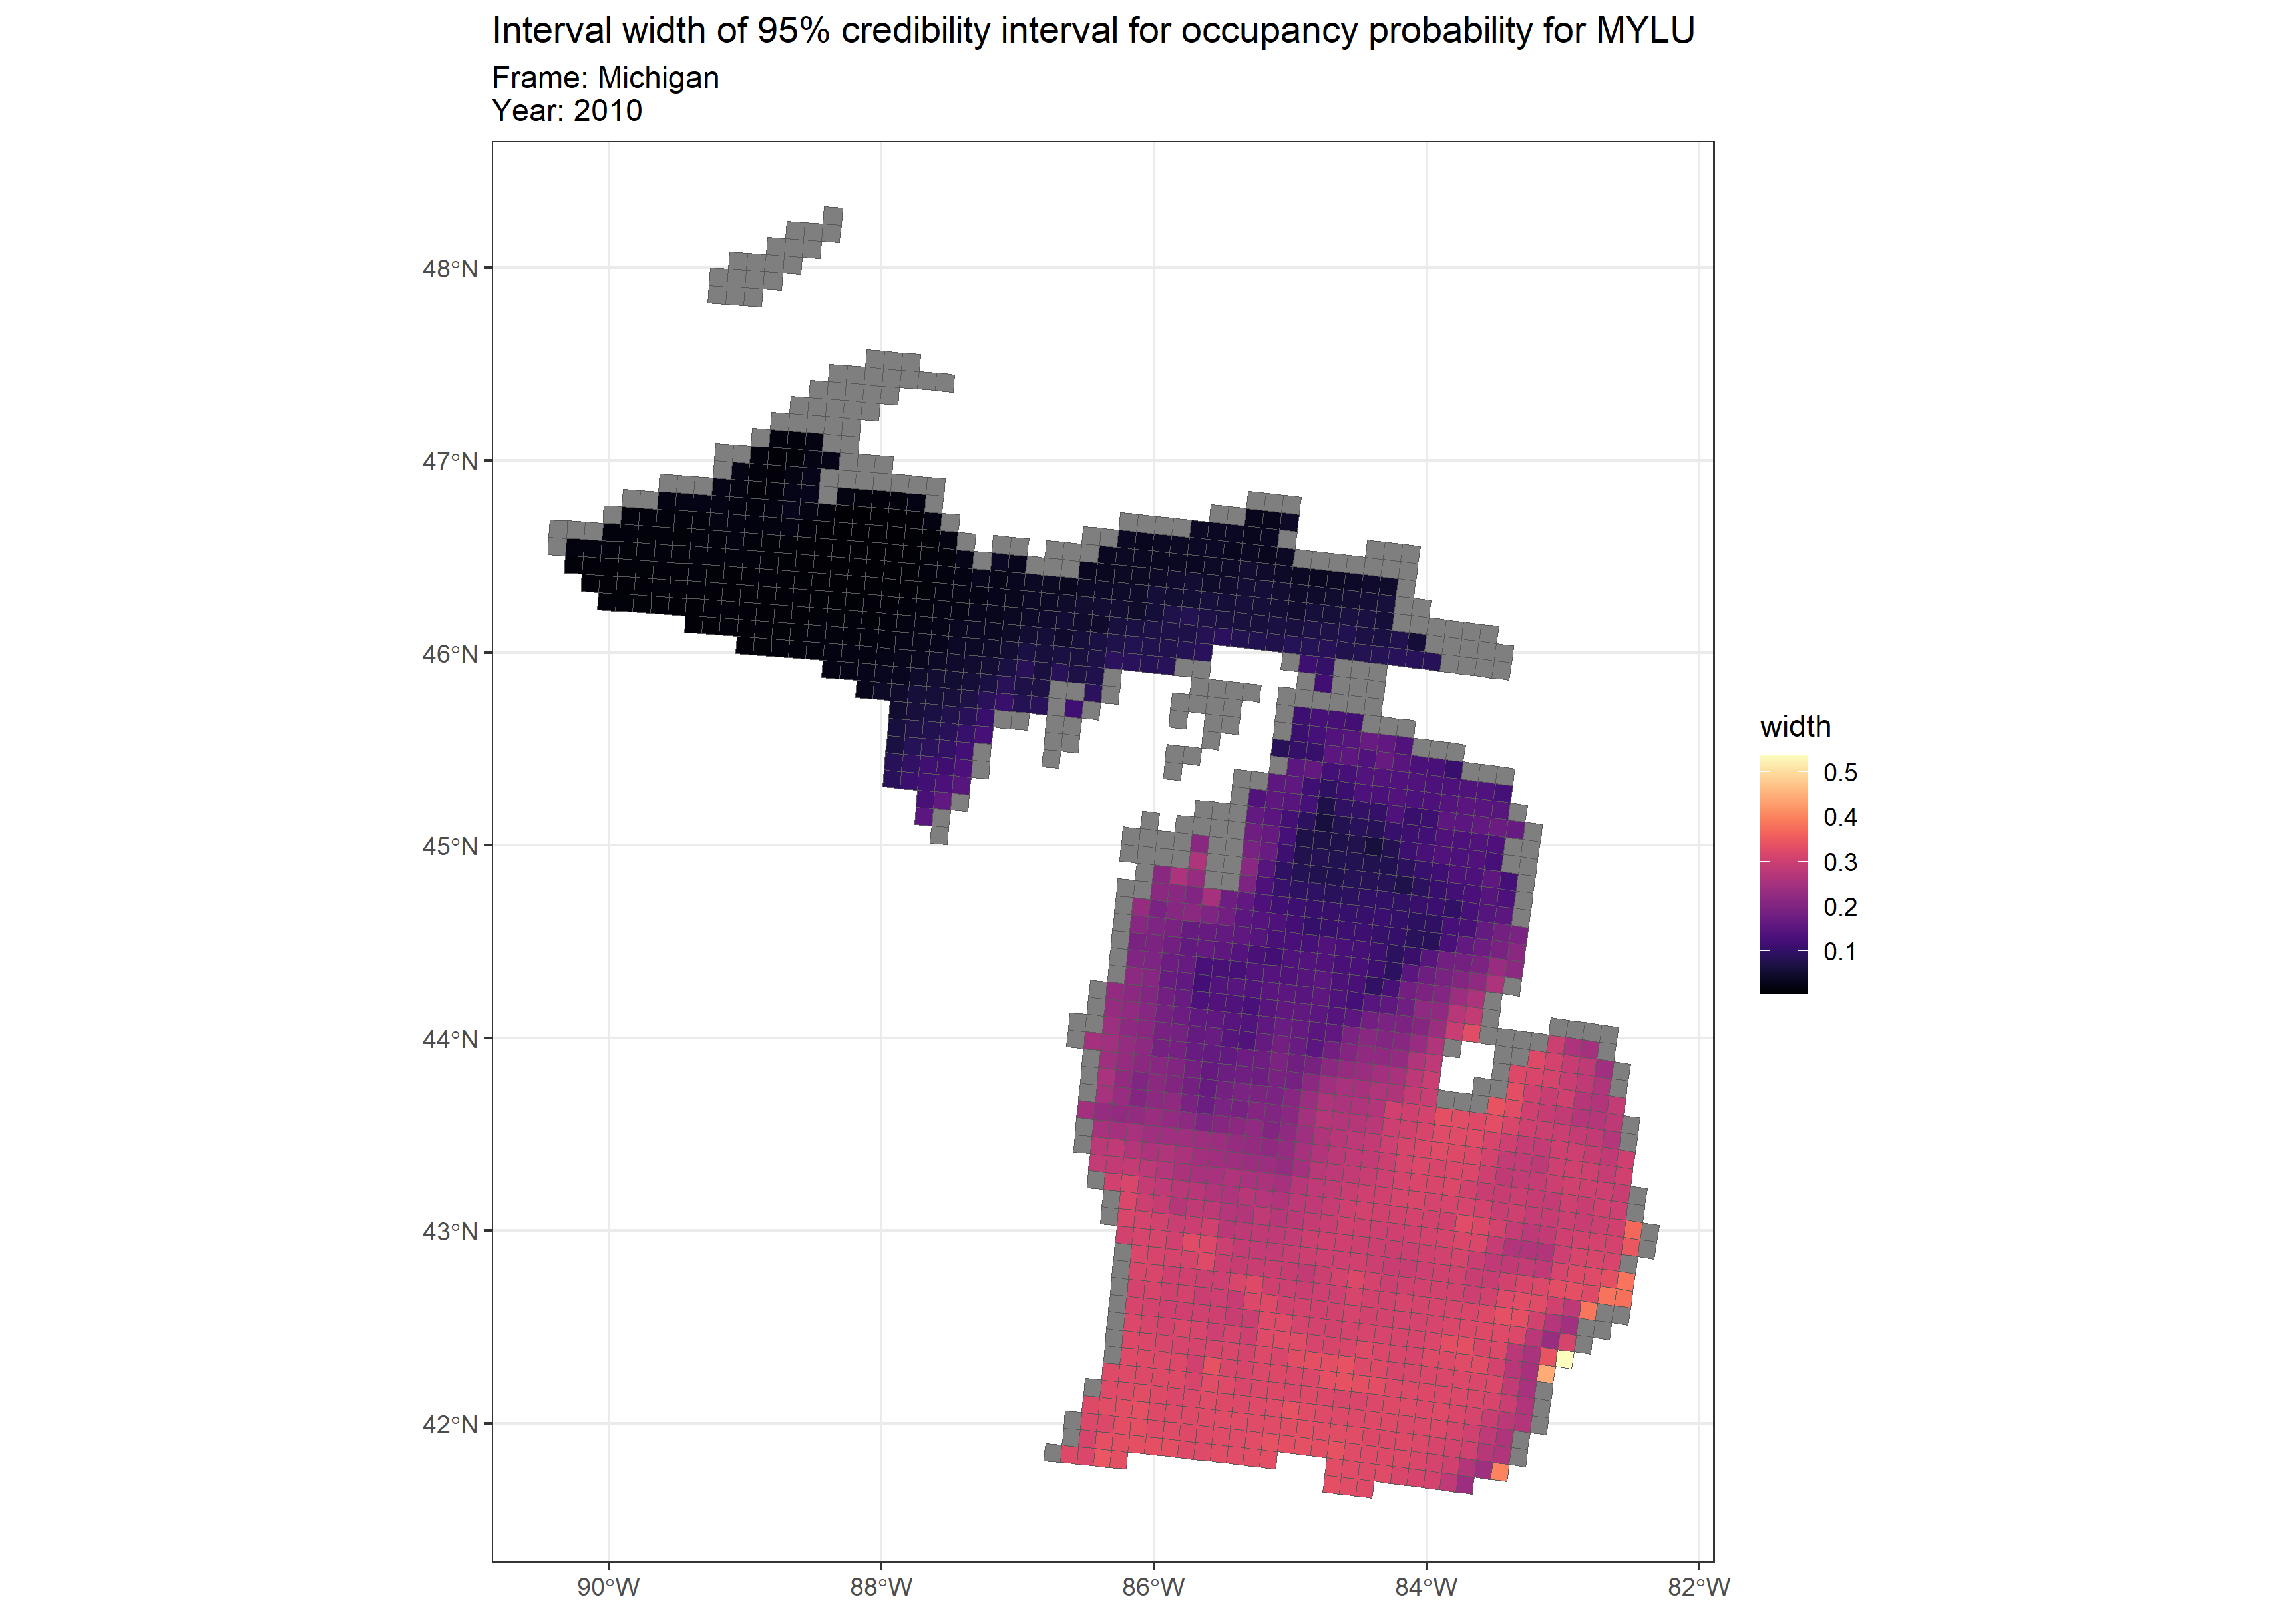 Interval width of 95% credibility interval for occupancy probability for MYLU
Frame: Michigan
Year: 2010
48°N
47°N
46°N
45°N
44°N
43°N
42°N
90°W
88°W
86°W
84°W
82°W
width
0.5
0.4
0.3
0.2
0.1